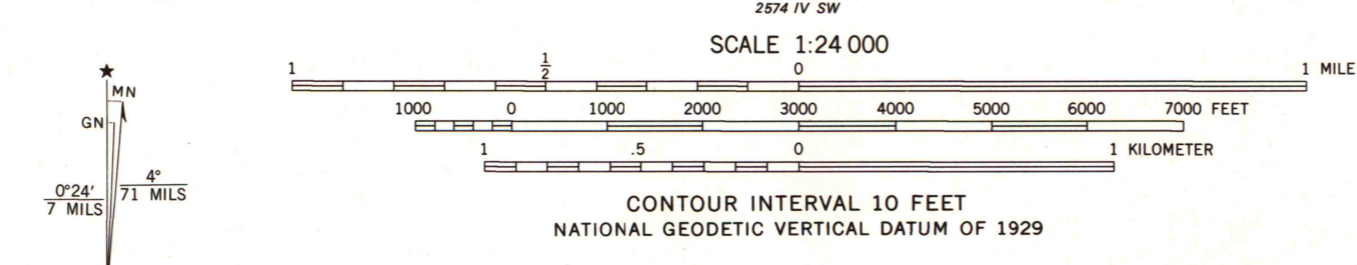 2574 IV SW
SCALE 1:24 000
1 1/2 0 1 MILE
1000 0 1000 2000 3000 4000 5000 6000 7000 FEET
1 .5 0 1 KILOMETER
CONTOUR INTERVAL 10 FEET
NATIONAL GEODETIC VERTICAL DATUM OF 1929
★
MN
GN
0°24′
7 MILS
4°
71 MILS